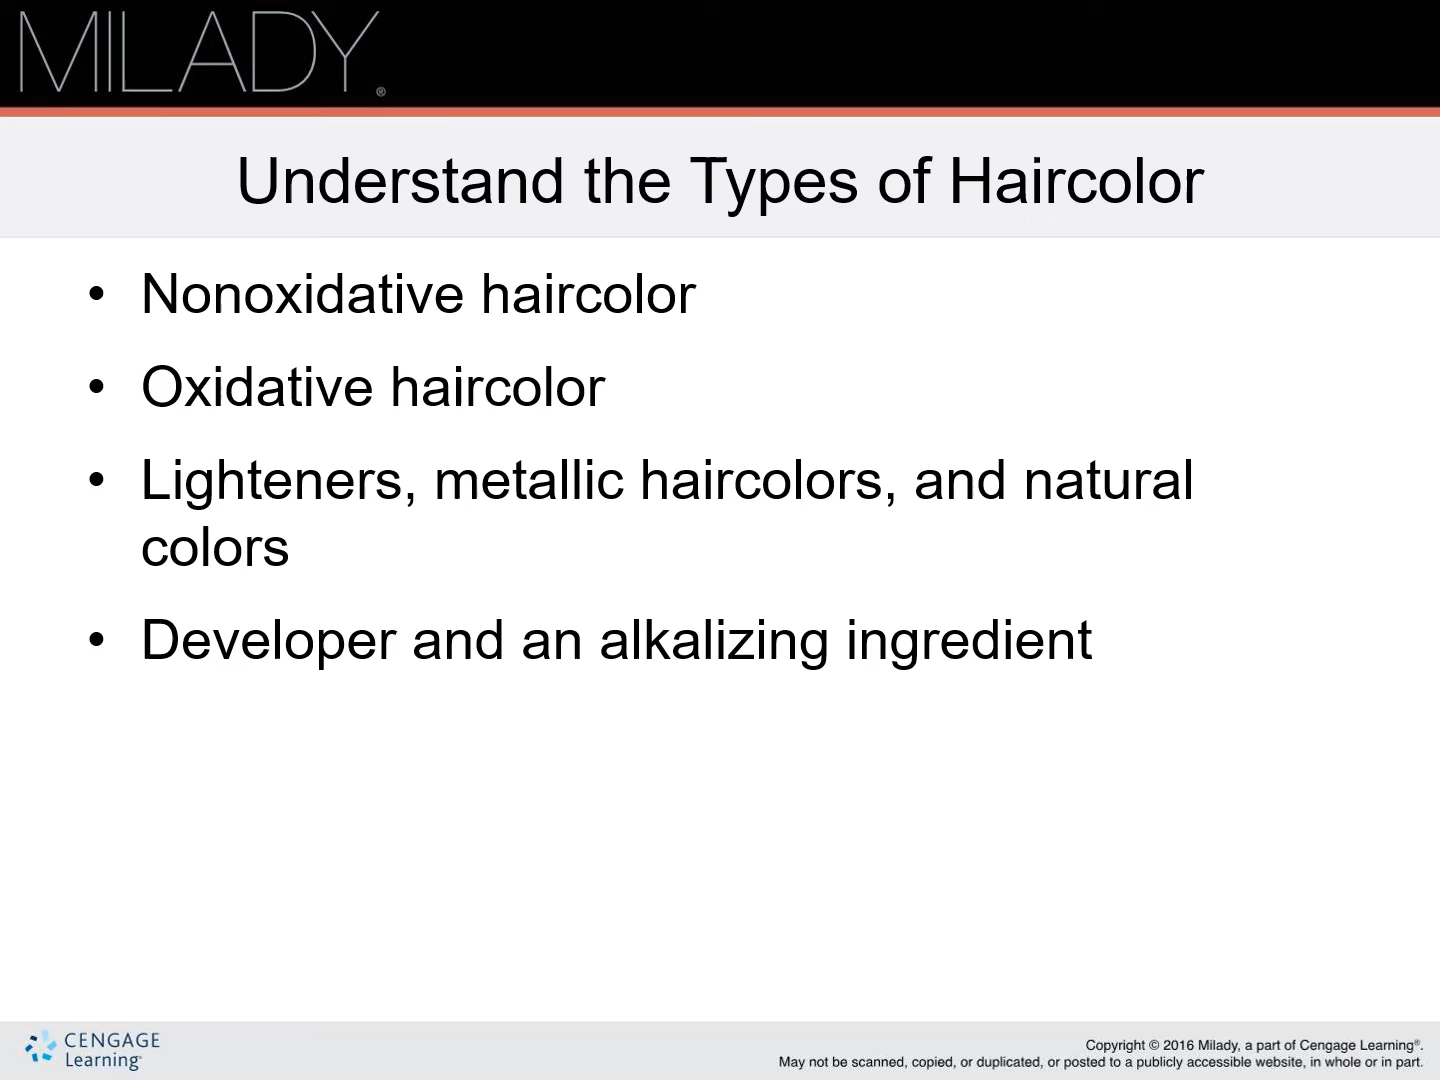 MILADY®
Understand the Types of Haircolor
• Nonoxidative haircolor
• Oxidative haircolor
• Lighteners, metallic haircolors, and natural
colors
• Developer and an alkalizing ingredient
CENGAGE
Learning®
Copyright © 2016 Milady, a part of Cengage Learning®.
May not be scanned, copied, or duplicated, or posted to a publicly accessible website, in whole or in part.